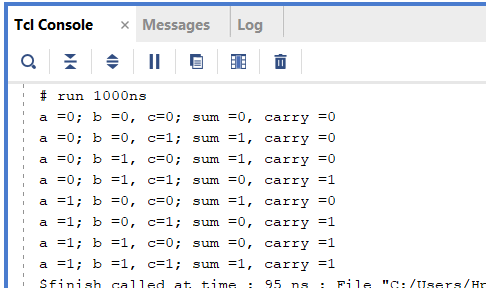 Tcl Console × Messages Log
# run 1000ns
a =0; b =0, c=0; sum =0, carry =0
a =0; b =0, c=1; sum =1, carry =0
a =0; b =1, c=0; sum =1, carry =0
a =0; b =1, c=1; sum =0, carry =1
a =1; b =0, c=0; sum =1, carry =0
a =1; b =0, c=1; sum =0, carry =1
a =1; b =1, c=0; sum =0, carry =1
a =1; b =1, c=1; sum =1, carry =1
$finish called at time : 95 ns : File "C:/Users/Hp